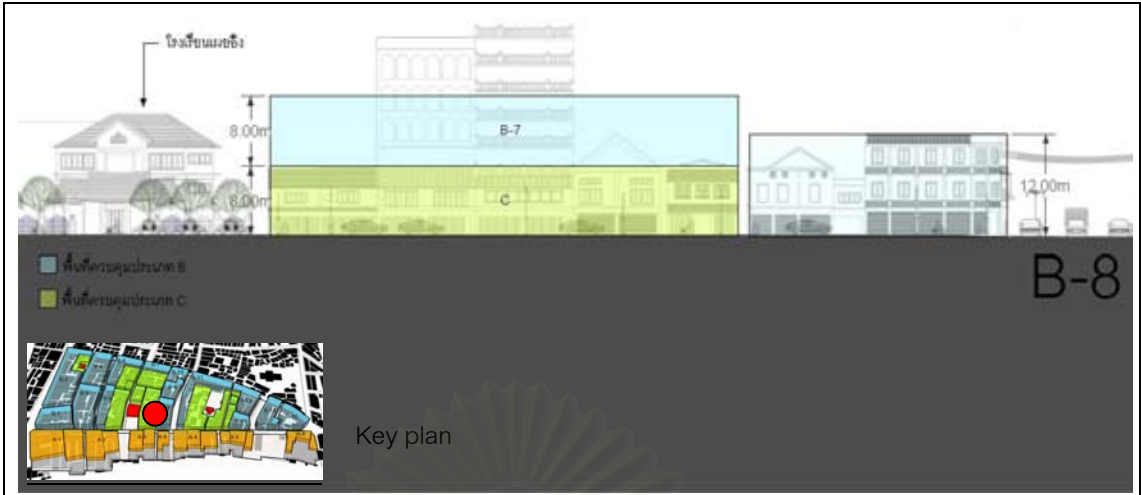 โรงเรียนเผยอิง
8.00m
B-7
8.00m
C
12.00m
พื้นที่ควบคุมประเภท B
พื้นที่ควบคุมประเภท C
B-8
Key plan